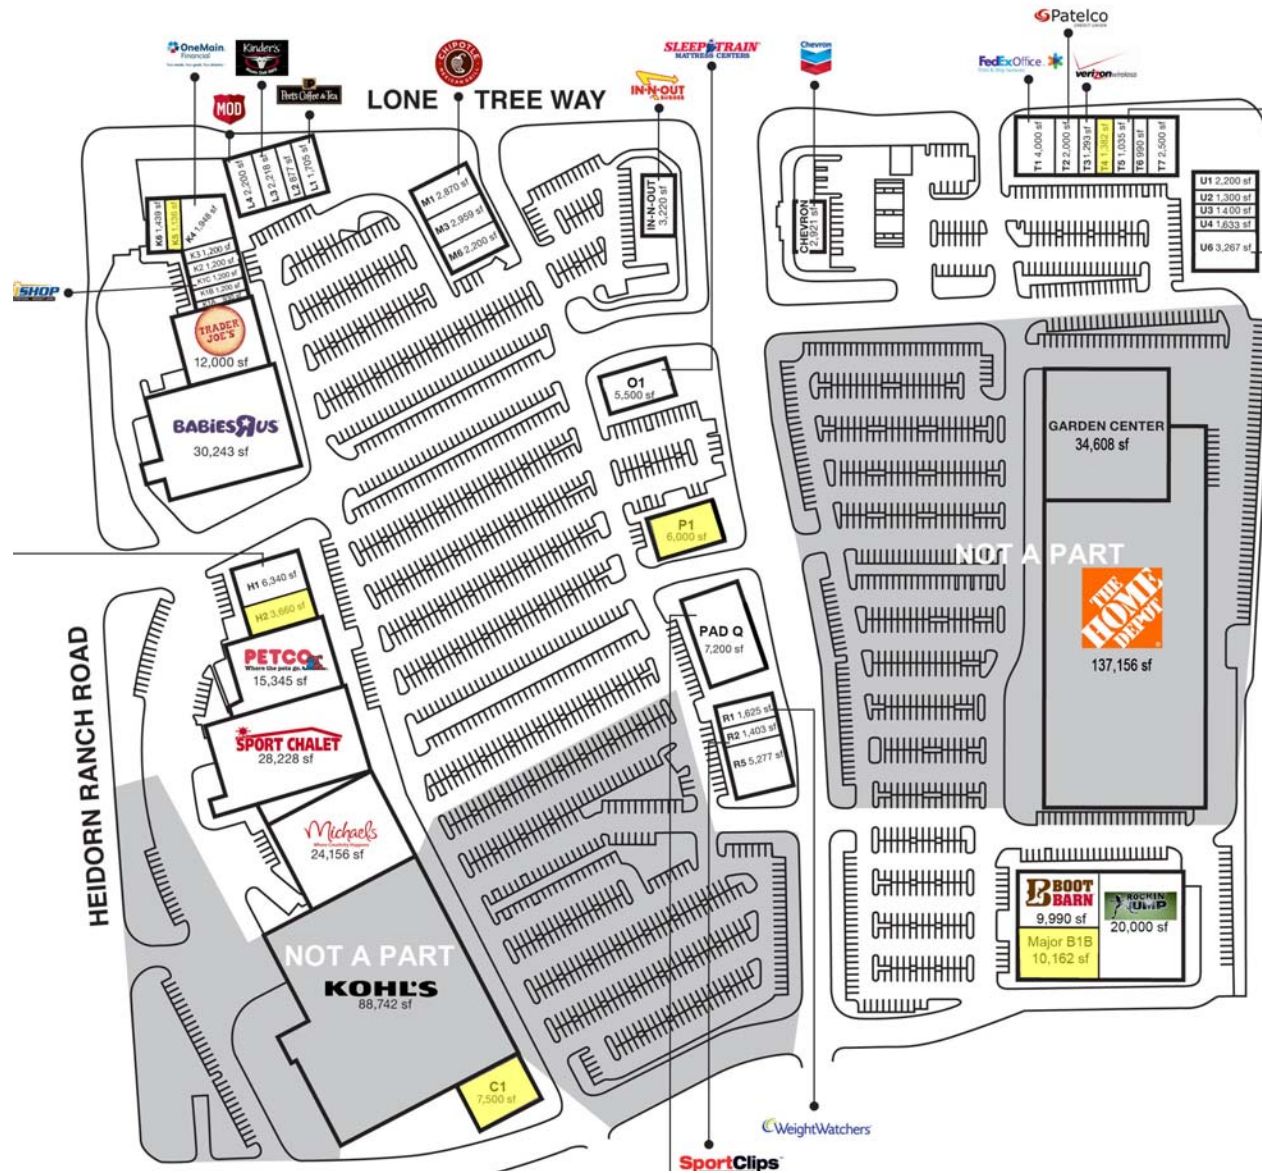 Patelco
CREDIT UNION
OneMain
Financial
Kinder's
CHIPOTLE
MEXICAN GRILL
SLEEP TRAIN
MATTRESS CENTERS
Chevron
FedEx Office
verizon wireless
MOD
Peet's Coffee & Tea
LONE TREE WAY
IN-N-OUT
BURGER
L4 2,200 sf
L3 2,218 sf
L2 877 sf
L1 1,705 sf
M1 2,870 sf
M3 2,959 sf
M6 2,200 sf
IN-N-OUT
3,220 sf
CHEVRON
2,921 sf
T1 4,000 sf
T2 2,000 sf
T3 1,293 sf
T4 1,382 sf
T5 1,035 sf
T6 990 sf
T7 2,500 sf
U1 2,200 sf
U2 1,300 sf
U3 1400 sf
U4 1,633 sf
U6 3,267 sf
K6 1,439 sf
K5 1,136 sf
K4 1,948 sf
K3 1,200 sf
K2 1,200 sf
K1C 1,200 sf
K1B 1,200 sf
SHOP
TRADER
JOE'S
12,000 sf
BABIESRUS
30,243 sf
O1
5,500 sf
GARDEN CENTER
34,608 sf
P1
6,000 sf
NOT A PART
THE
HOME
DEPOT
137,156 sf
H1 6,340 sf
H2 3,660 sf
PETCO
Where the pets go.
15,345 sf
PAD Q
7,200 sf
HEIDORN RANCH ROAD
SPORT CHALET
28,228 sf
R1 1,625 sf
R2 1,403 sf
R5 5,277 sf
Michaels
Where Creativity Happens
24,156 sf
BOOT
BARN
9,990 sf
ROCKIN
JUMP
20,000 sf
Major B1B
10,162 sf
NOT A PART
KOHL'S
88,742 sf
C1
7,500 sf
WeightWatchers
SportClips